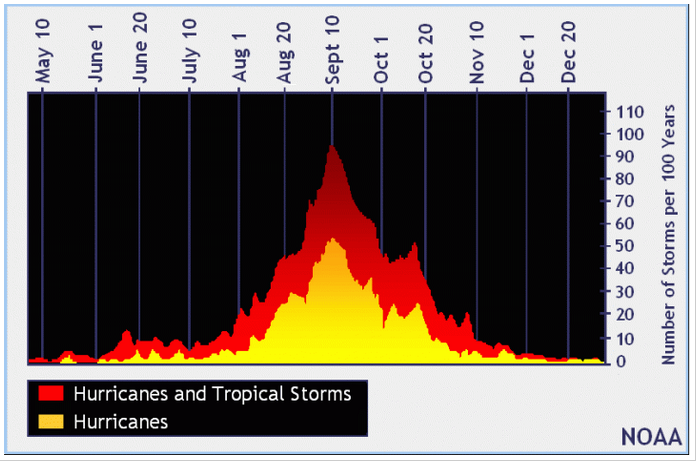 May 10
June 1
June 20
July 10
Aug 1
Aug 20
Sept 10
Oct 1
Oct 20
Nov 10
Dec 1
Dec 20
110
100
90
80
70
60
50
40
30
20
10
0
Number of Storms per 100 Years
Hurricanes and Tropical Storms
Hurricanes
NOAA